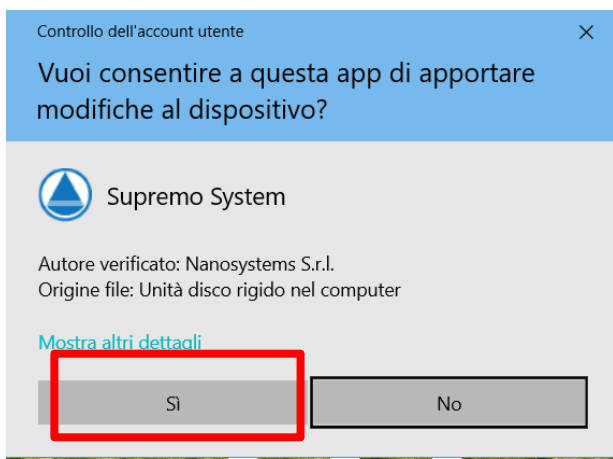 Controllo dell'account utente
Vuoi consentire a questa app di apportare
modifiche al dispositivo?
Supremo System
Autore verificato: Nanosystems S.r.l.
Origine file: Unità disco rigido nel computer
Mostra altri dettagli
Sì
No